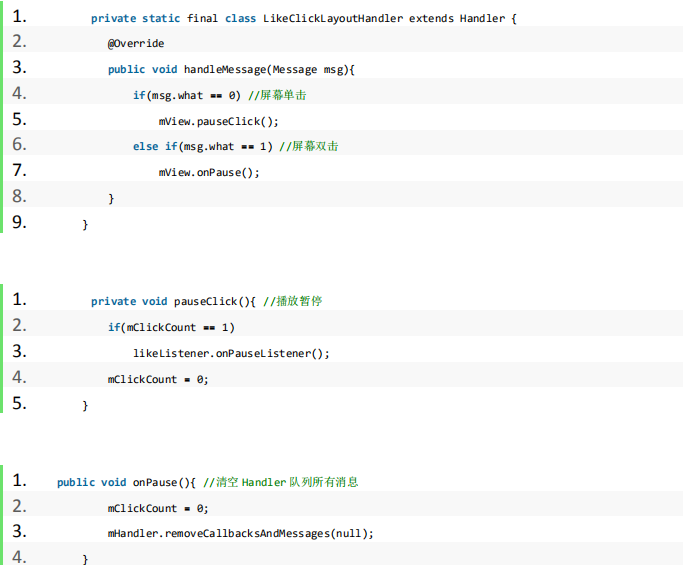 1. private static final class LikeClickLayoutHandler extends Handler {
2. @Override
3. public void handleMessage(Message msg){
4. if(msg.what == 0) //屏幕单击
5. mView.pauseClick();
6. else if(msg.what == 1) //屏幕双击
7. mView.onPause();
8. }
9. }
1. private void pauseClick(){ //播放暂停
2. if(mClickCount == 1)
3. likeListener.onPauseListener();
4. mClickCount = 0;
5. }
1. public void onPause(){ //清空 Handler 队列所有消息
2. mClickCount = 0;
3. mHandler.removeCallbacksAndMessages(null);
4. }